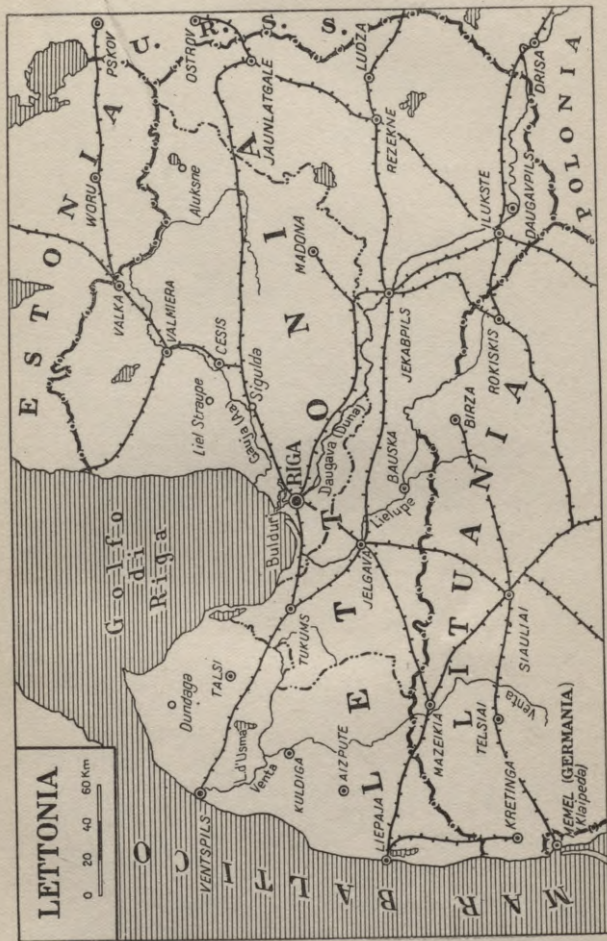 LETTONIA
0 20 40 60 Km
Golfo
di
Riga
MAR BALTICO
ESTONIA
U.R.S.S.
LETTONIA
LITUANIA
POLONIA
PSKOV
OSTROV
WORU
VALKA
Aluksne
JAUNLATGALE
LUDZA
REZEKNE
DRISA
VALMIERA
CESIS
Liel Straupe
Sigulda
Gauja (Aa)
MADONA
RIGA
Buldur
Daugava (Duna)
Dundaga
TALSI
VENTSPILS
L. d'Usma
Venta
TUKUMS
KULDIGA
AIZPUTE
LIEPAJA
JELGAVA
Lielupe
BAUSKA
JEKABPILS
ILUKSTE
DAUGAVPILS
ROKISKIS
BIRZA
MAZEIKIA
TELSIAI
Venta
SIAULIAI
KRETINGA
MEMEL (GERMANIA)
(Klaipeda)